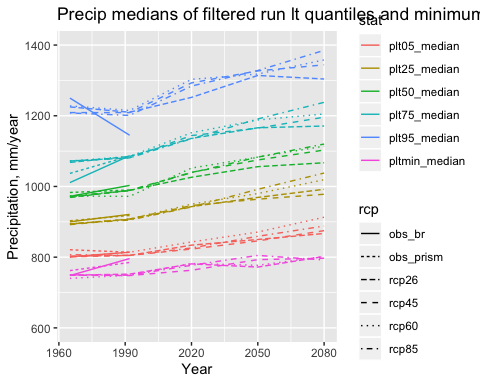 Precip medians of filtered run lt quantiles and minimum
stat
plt05_median
plt25_median
plt50_median
plt75_median
plt95_median
pltmin_median
rcp
obs_br
obs_prism
rcp26
rcp45
rcp60
rcp85
Precipitation, mm/year
1400
1200
1000
800
600
1960
1990
2020
2050
2080
Year